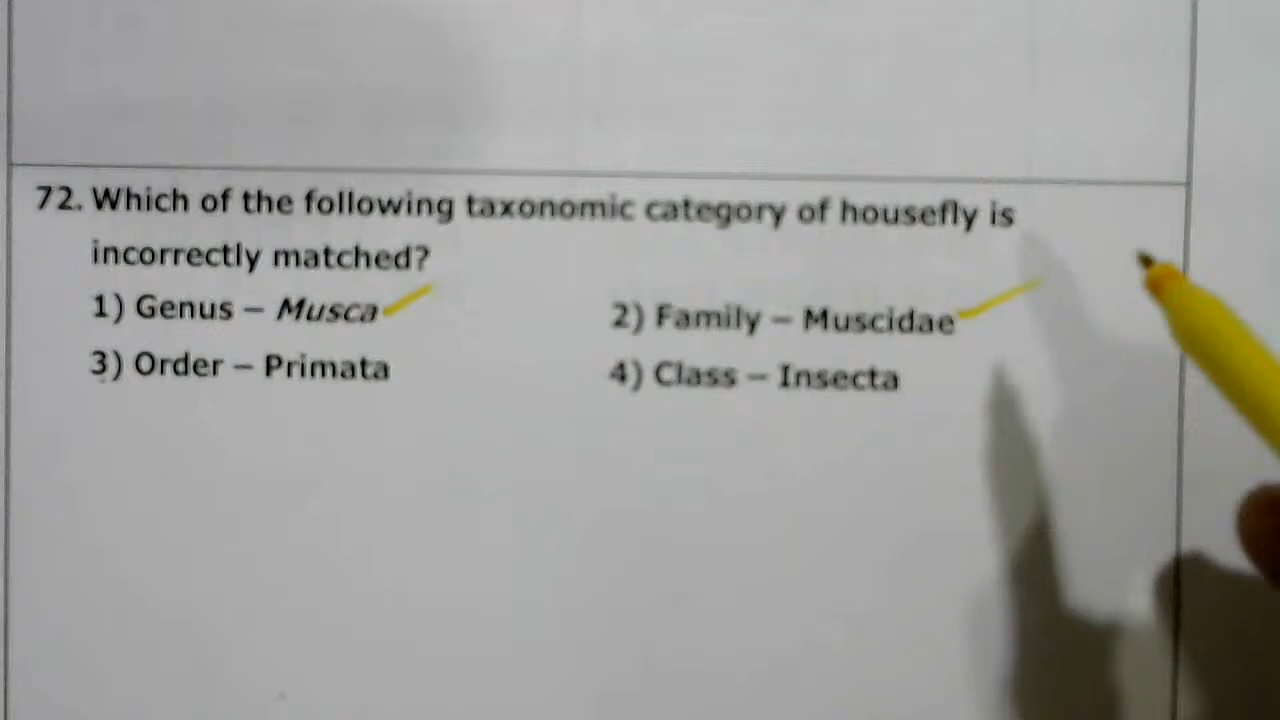 72. Which of the following taxonomic category of housefly is
incorrectly matched?
1) Genus – Musca 2) Family – Muscidae
3) Order – Primata 4) Class – Insecta